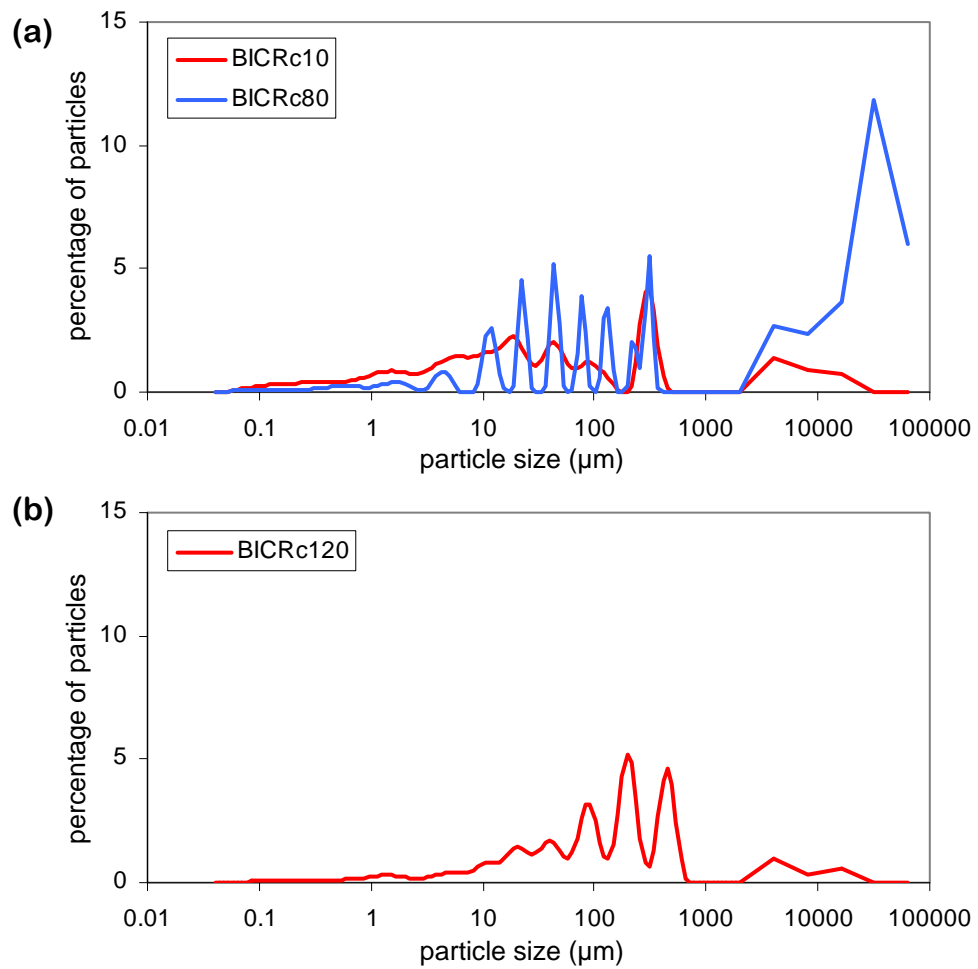 (a)
percentage of particles
15
10
5
0
BICRc10
BICRc80
0.01 0.1 1 10 100 1000 10000 100000
particle size (µm)
(b)
percentage of particles
15
10
5
0
BICRc120
0.01 0.1 1 10 100 1000 10000 100000
particle size (µm)